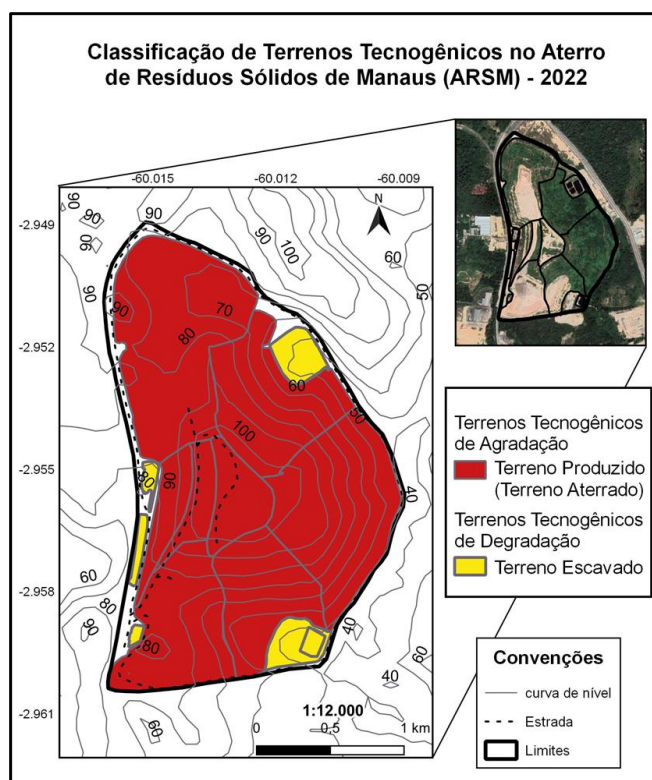 Classificação de Terrenos Tecnogênicos no Aterro
de Resíduos Sólidos de Manaus (ARSM) - 2022
-60.015 -60.012 -60.009
N
-2.949
-2.952
-2.955
-2.958
-2.961
90
90
90
90
90
100
60
50
90
70
80
60
50
100
80
90
40
60
80
90
80
40
60
40
60
1:12.000
0 0,5 1 km
Terrenos Tecnogênicos
de Agradação
Terreno Produzido
(Terreno Aterrado)
Terrenos Tecnogênicos
de Degradação
Terreno Escavado
Convenções
curva de nível
Estrada
Limites